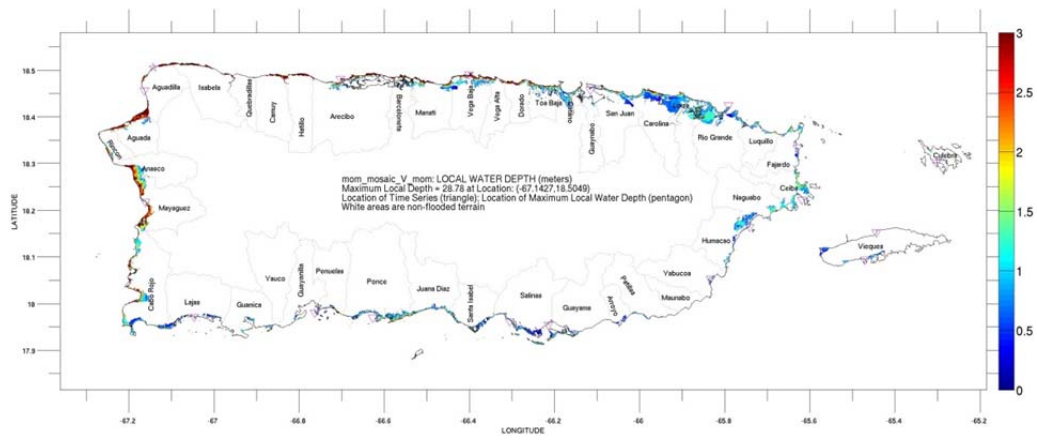 3
2.5
2
1.5
1
0.5
0
18.5
18.4
18.3
18.2
18.1
18
17.9
LATITUDE
Aguadilla
Isabela
Quebradillas
Camuy
Hatillo
Arecibo
Barceloneta
Manati
Vega Baja
Vega Alta
Dorado
Toa Baja
Guaynabo
San Juan
Carolina
Rio Grande
Luquillo
Fajardo
Ceiba
Culebra
Aguada
Rincon
Anasco
Mayaguez
Naguabo
Humacao
Vieques
mom_mosaic_V_mom: LOCAL WATER DEPTH (meters)
Maximum Local Depth = 28.78 at Location: (-67.1427,18.5049)
Location of Time Series (triangle); Location of Maximum Local Water Depth (pentagon)
White areas are non-flooded terrain
Cabo Rojo
Lajas
Guanica
Yauco
Guayanilla
Penuelas
Ponce
Juana Diaz
Santa Isabel
Salinas
Guayama
Arroyo
Patillas
Yabucoa
Maunabo
-67.2
-67
-66.8
-66.6
-66.4
-66.2
-66
-65.8
-65.6
-65.4
-65.2
LONGITUDE